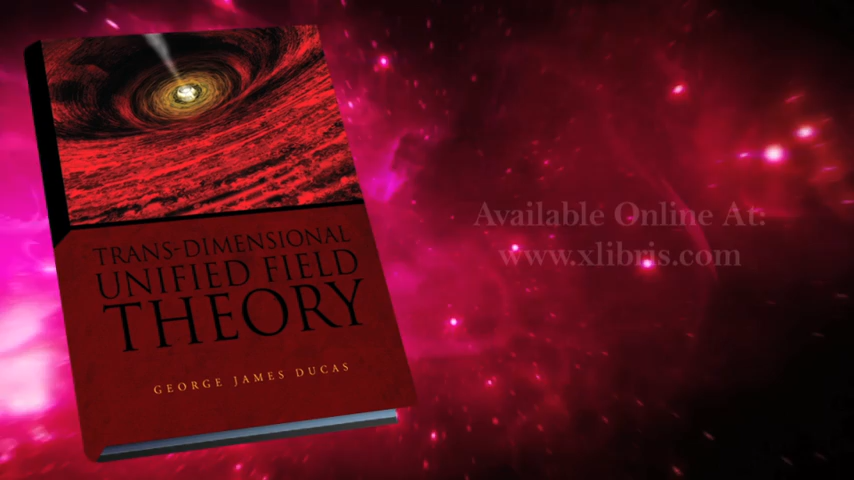 TRANS-DIMENSIONAL
UNIFIED FIELD
THEORY
GEORGE JAMES DUCAS
Available Online At:
www.xlibris.com